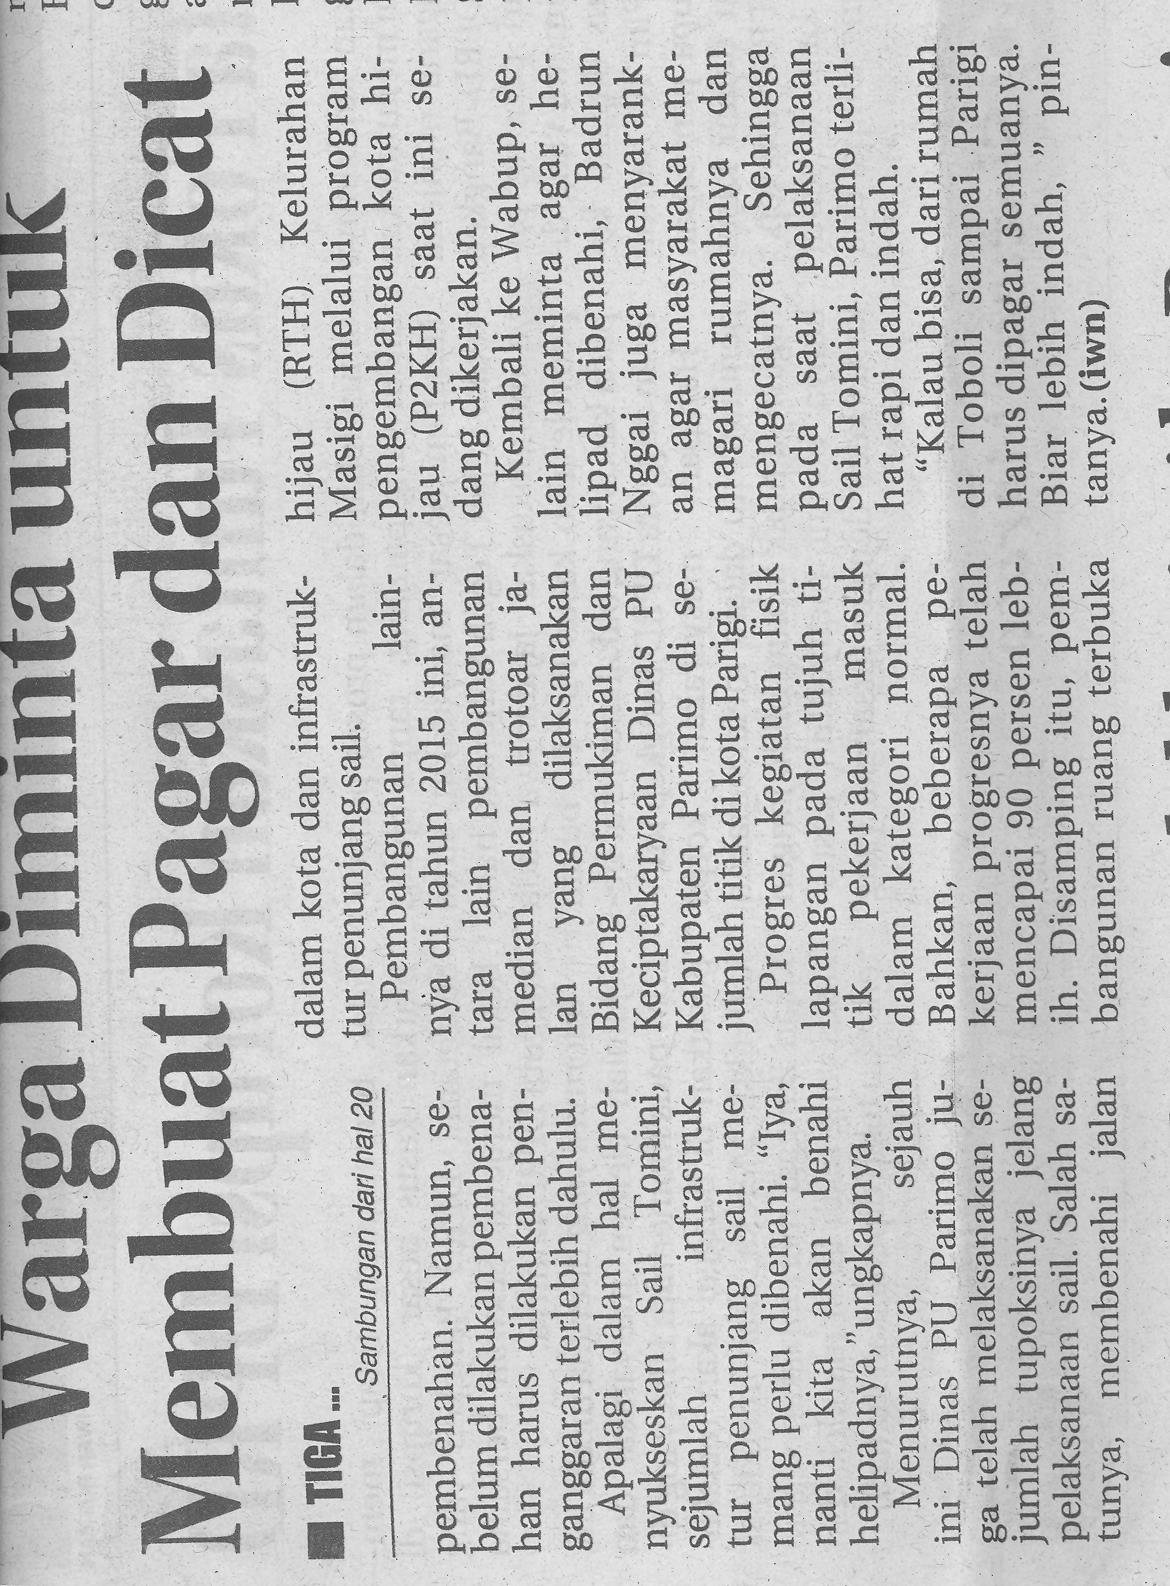 Warga Diminta untuk
Membuat Pagar dan Dicat
■ TIGA...
Sambungan dari hal 20
pembenahan. Namun, se-
belum dilakukan pembena-
han harus dilakukan pen-
ganggaran terlebih dahulu.
Apalagi dalam hal me-
nyukseskan Sail Tomini,
sejumlah infrastruk-
tur penunjang sail me-
mang perlu dibenahi. “Iya,
nanti kita akan benahi
helipadnya,”ungkapnya.
Menurutnya, sejauh
ini Dinas PU Parimo ju-
ga telah melaksanakan se-
jumlah tupoksinya jelang
pelaksanaan sail. Salah sa-
tunya, membenahi jalan
dalam kota dan infrastruk-
tur penunjang sail.
Pembangunan lain-
nya di tahun 2015 ini, an-
tara lain pembangunan
median dan trotoar ja-
lan yang dilaksanakan
Bidang Permukiman dan
Keciptakaryaan Dinas PU
Kabupaten Parimo di se-
jumlah titik di kota Parigi.
Progres kegiatan fisik
lapangan pada tujuh ti-
tik pekerjaan masuk
dalam kategori normal.
Bahkan, beberapa pe-
kerjaan progresnya telah
mencapai 90 persen leb-
ih. Disamping itu, pem-
bangunan ruang terbuka
hijau (RTH) Kelurahan
Masigi melalui program
pengembangan kota hi-
jau (P2KH) saat ini se-
dang dikerjakan.
Kembali ke Wabup, se-
lain meminta agar he-
lipad dibenahi, Badrun
Nggai juga menyarank-
an agar masyarakat me-
magari rumahnya dan
mengecatnya. Sehingga
pada saat pelaksanaan
Sail Tomini, Parimo terli-
hat rapi dan indah.
“Kalau bisa, dari rumah
di Toboli sampai Parigi
harus dipagar semuanya.
Biar lebih indah, ” pin-
tanya.(iwn)